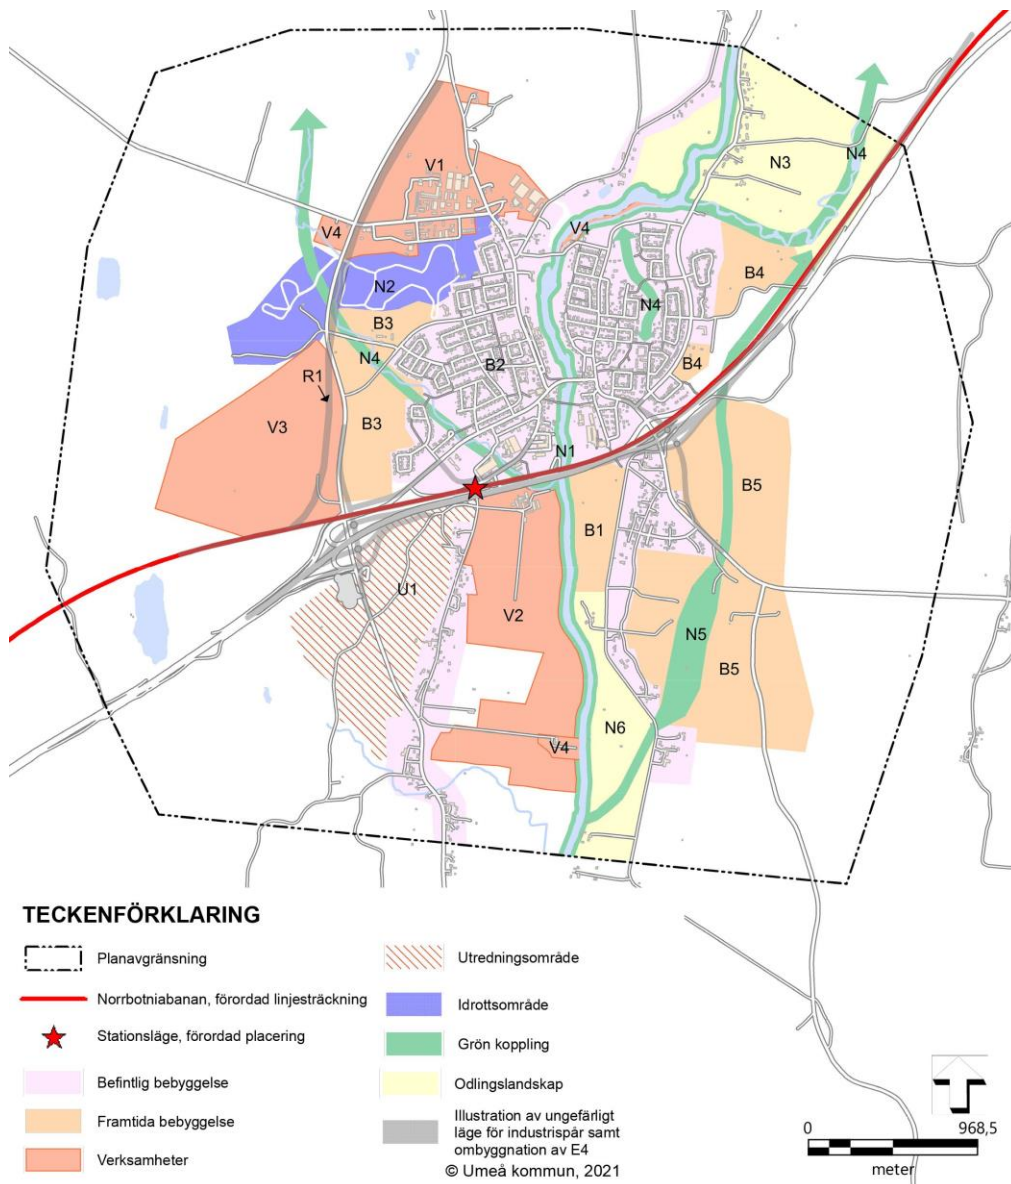 V1
N3
N4
V4
V4
N2
B4
N4
B3
N4
B2
B4
R1
V3
B3
N1
B5
B1
U1
V2
N5
B5
N6
V4
TECKENFÖRKLARING
Planavgränsning
Norrbotniabanan, förordad linjesträckning
Stationsläge, förordad placering
Befintlig bebyggelse
Framtida bebyggelse
Verksamheter
Utredningsområde
Idrottsområde
Grön koppling
Odlingslandskap
Illustration av ungefärligt
läge för industrispår samt
ombyggnation av E4
© Umeå kommun, 2021
0 968,5
meter